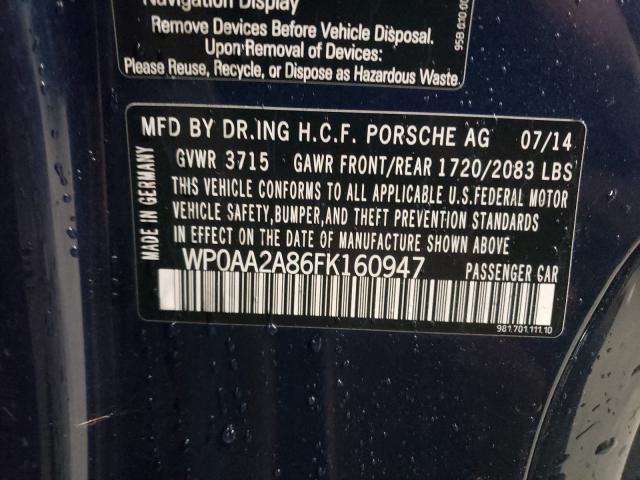 Navigation Display
Remove Devices Before Vehicle Disposal.
Upon Removal of Devices:
Please Reuse, Recycle, or Dispose as Hazardous Waste.
MFD BY DR.ING H.C.F. PORSCHE AG 07/14
GVWR 3715 GAWR FRONT/REAR 1720/2083 LBS
THIS VEHICLE CONFORMS TO ALL APPLICABLE U.S.FEDERAL MOTOR
VEHICLE SAFETY,BUMPER,AND THEFT PREVENTION STANDARDS
IN EFFECT ON THE DATE OF MANUFACTURE SHOWN ABOVE
WP0AA2A86FK160947 PASSENGER CAR
981.701.111.10
MADE IN GERMANY